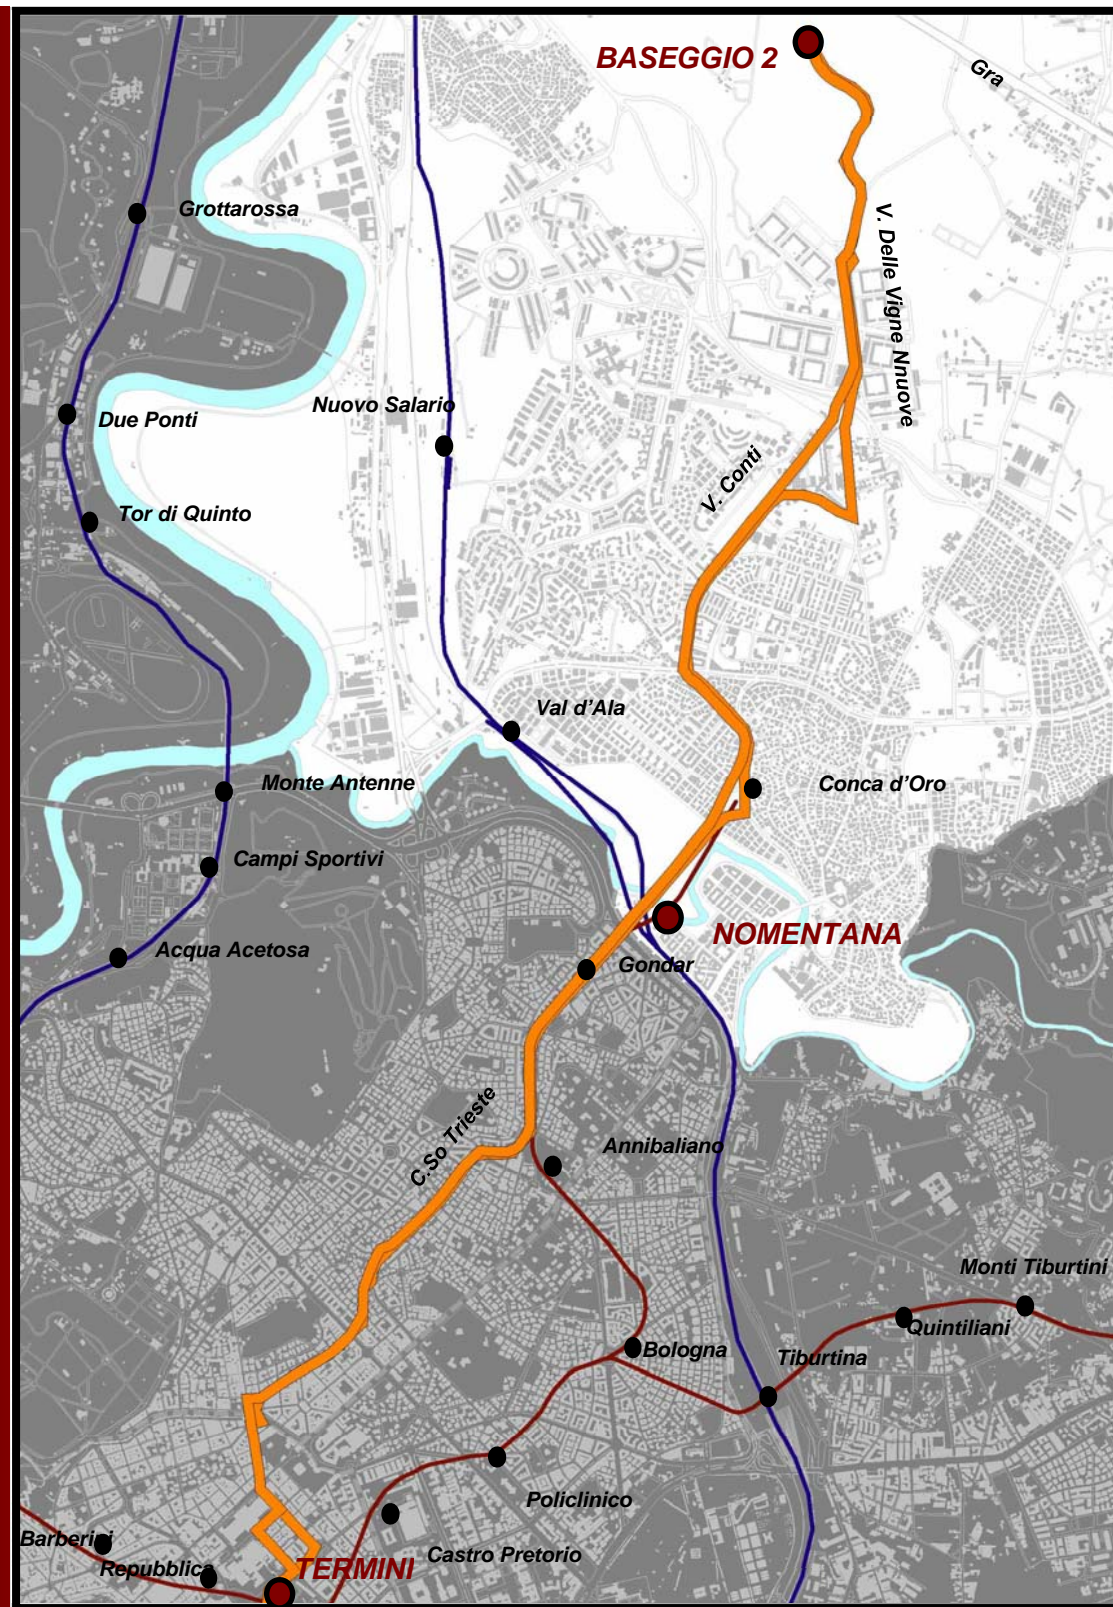 BASEGGIO 2
Gra
Grottarossa
V. Delle Vigne Nnuove
Nuovo Salario
Due Ponti
V. Conti
Tor di Quinto
Val d'Ala
Monte Antenne
Conca d'Oro
Campi Sportivi
NOMENTANA
Acqua Acetosa
Gondar
C.So Trieste
Annibaliano
Monti Tiburtini
Quintiliani
Bologna
Tiburtina
Policlinico
Barberini
Castro Pretorio
Repubblica
TERMINI